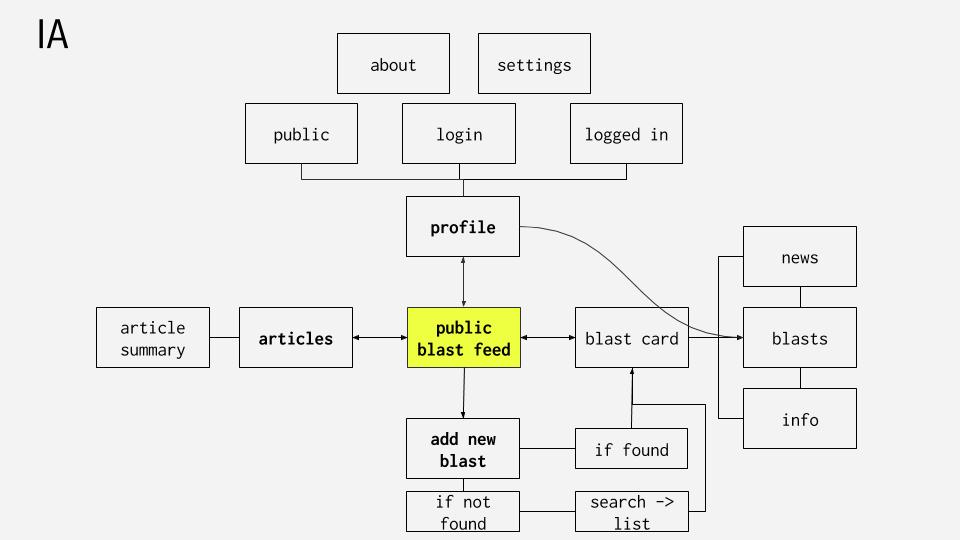 IA
about
settings
public
login
logged in
profile
news
article
summary
articles
public
blast feed
blast card
blasts
info
add new
blast
if found
if not
found
search ->
list